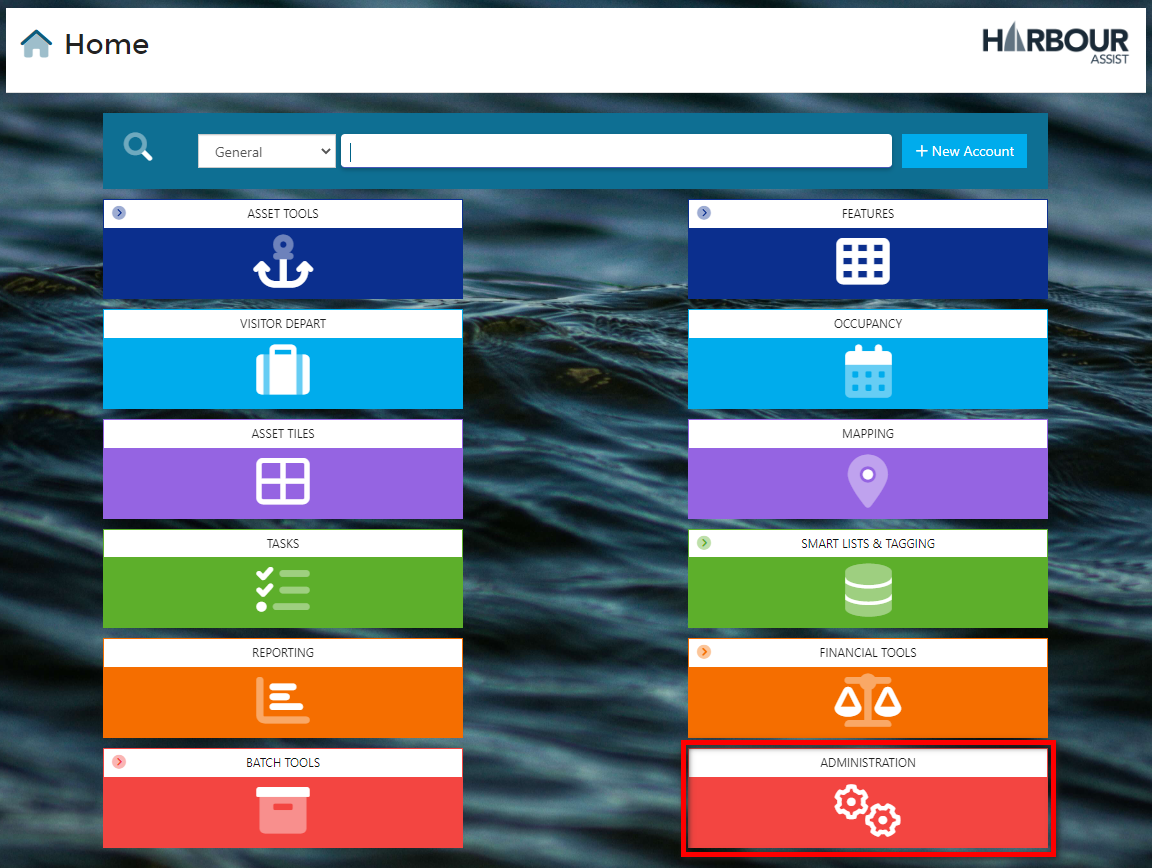 Home
HARBOUR
ASSIST
General
+ New Account
ASSET TOOLS
FEATURES
VISITOR DEPART
OCCUPANCY
ASSET TILES
MAPPING
TASKS
SMART LISTS & TAGGING
REPORTING
FINANCIAL TOOLS
BATCH TOOLS
ADMINISTRATION